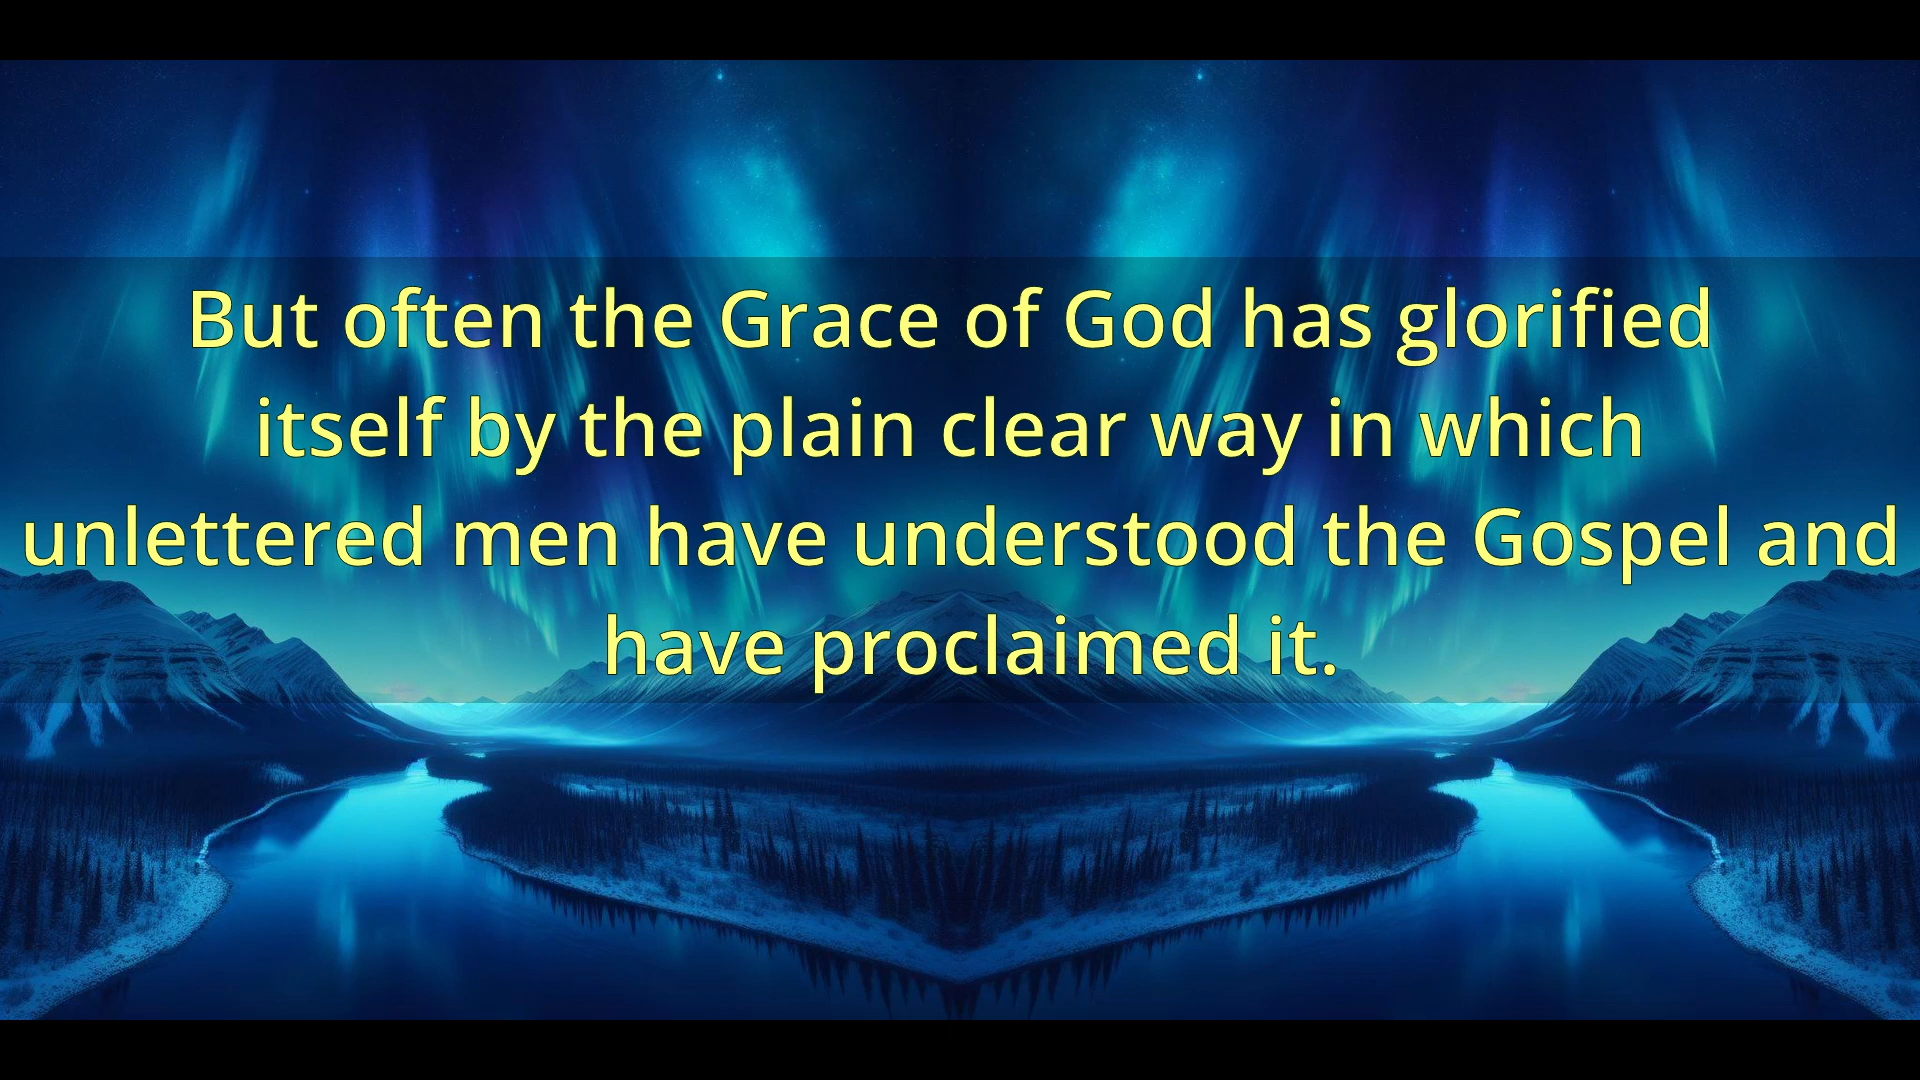 But often the Grace of God has glorified
itself by the plain clear way in which
unlettered men have understood the Gospel and
have proclaimed it.